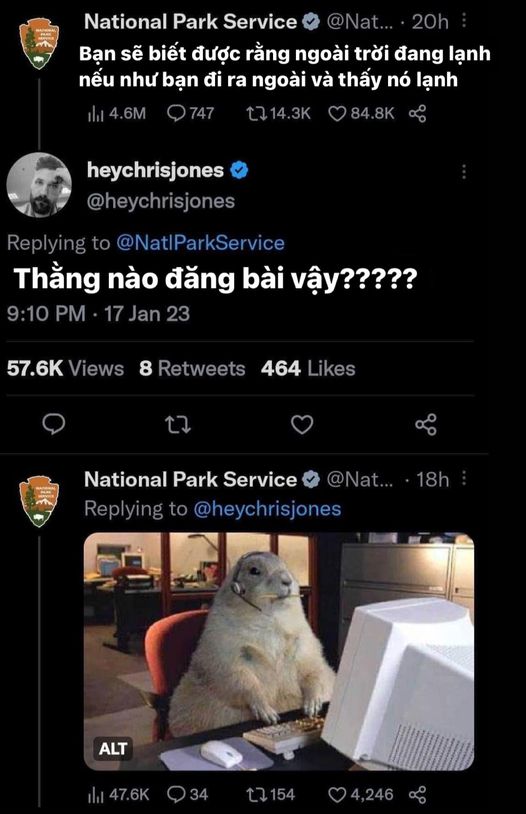 National Park Service @Nat... · 20h
Bạn sẽ biết được rằng ngoài trời đang lạnh
nếu như bạn đi ra ngoài và thấy nó lạnh
4.6M 747 14.3K 84.8K
heychrisjones
@heychrisjones
Replying to @NatlParkService
Thằng nào đăng bài vậy?????
9:10 PM · 17 Jan 23
57.6K Views 8 Retweets 464 Likes
National Park Service @Nat... · 18h
Replying to @heychrisjones
ALT
47.6K 34 154 4,246